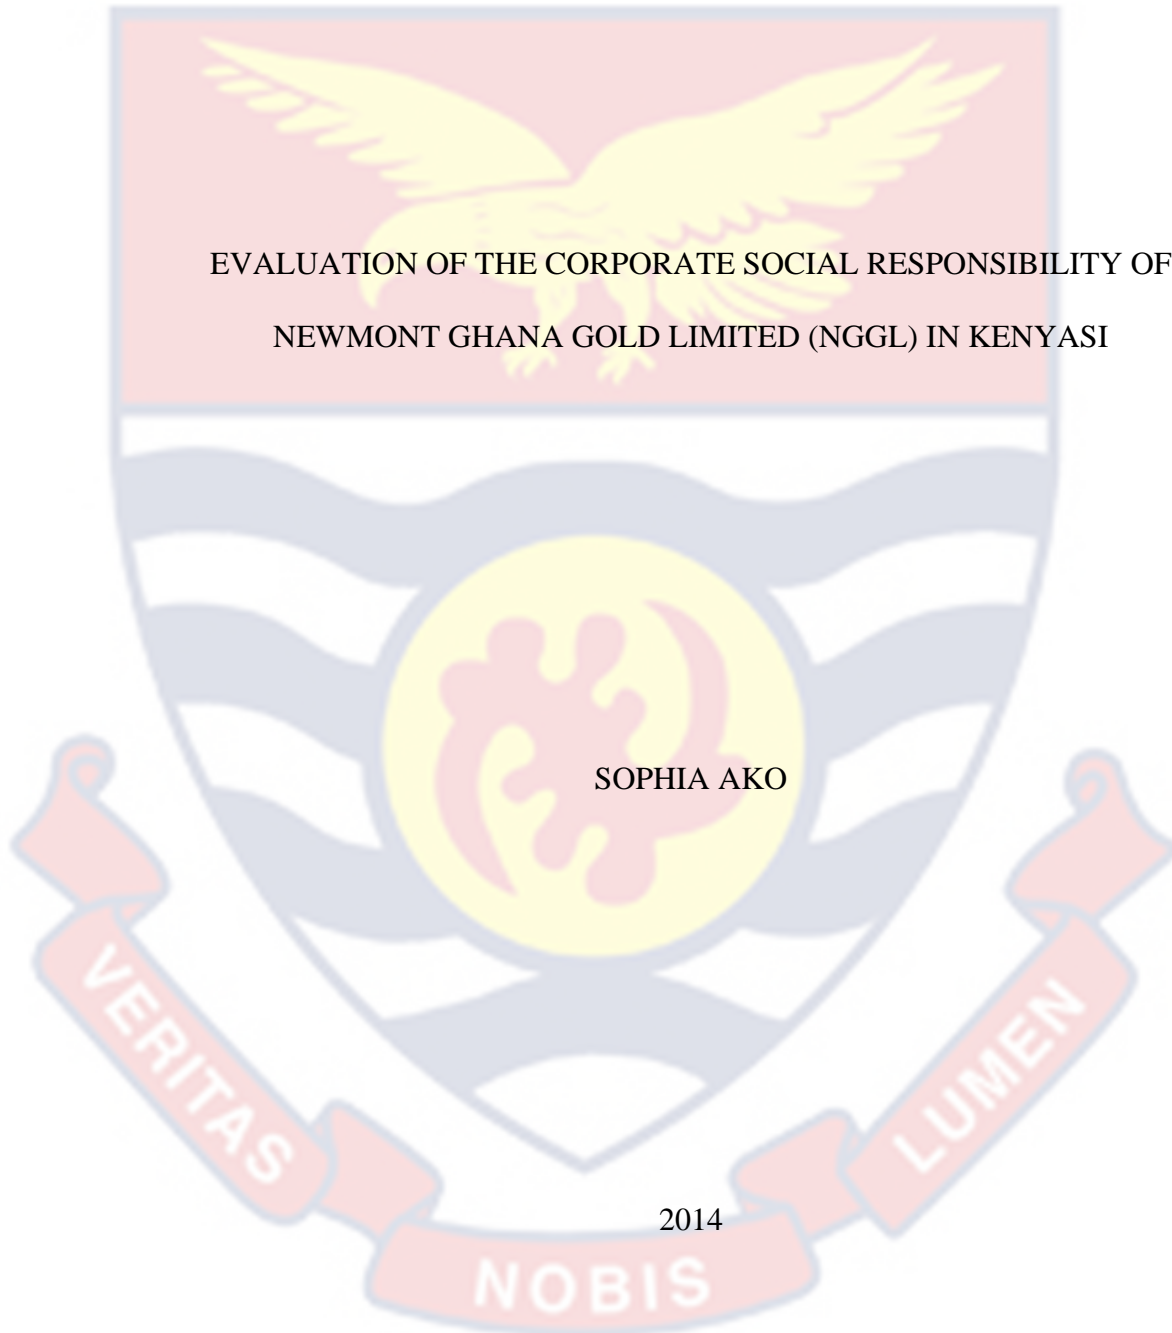 EVALUATION OF THE CORPORATE SOCIAL RESPONSIBILITY OF
NEWMONT GHANA GOLD LIMITED (NGGL) IN KENYASI
SOPHIA AKO
VERITAS
LUMEN
2014
NOBIS